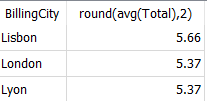 BillingCity round(avg(Total),2)
Lisbon 5.66
London 5.37
Lyon 5.37